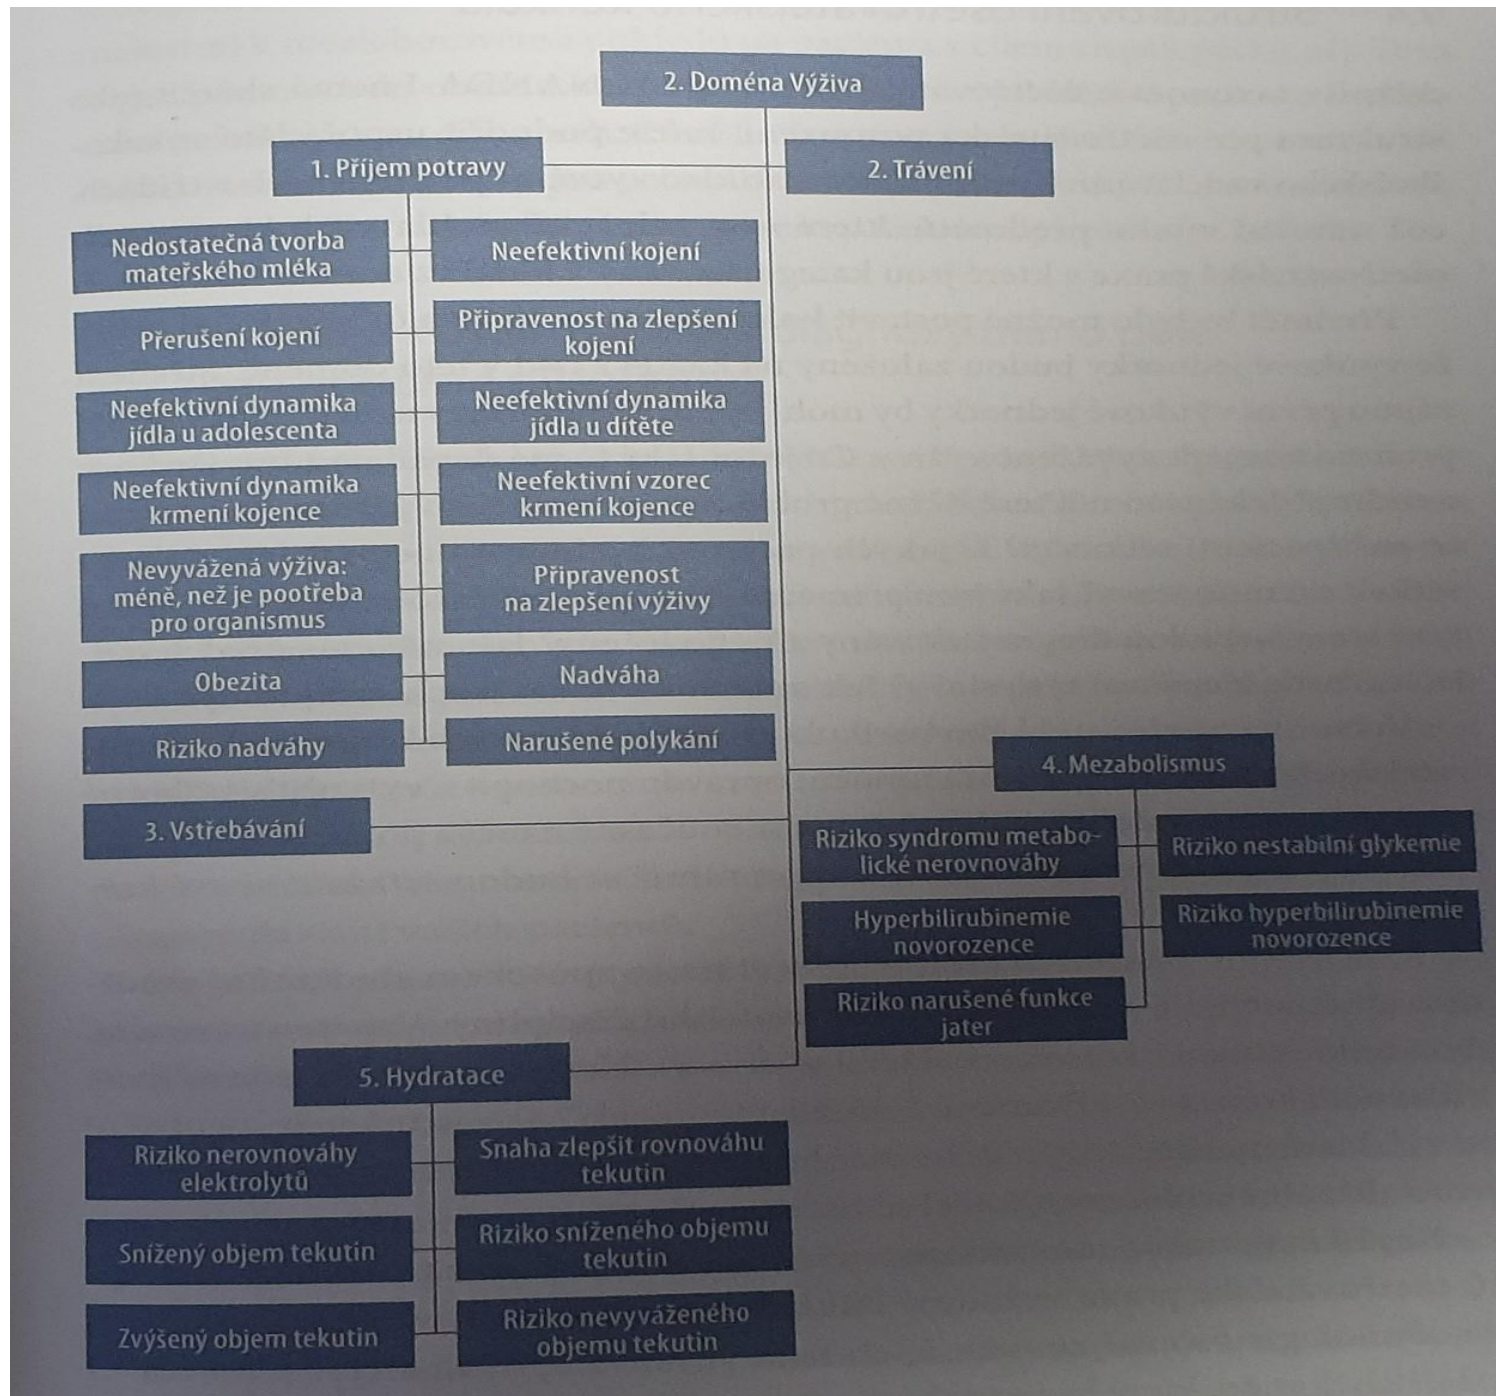 2. Doména Výživa
1. Příjem potravy
2. Trávení
Nedostatečná tvorba
mateřského mléka
Neefektivní kojení
Přerušení kojení
Připravenost na zlepšení
kojení
Neefektivní dynamika
jídla u adolescenta
Neefektivní dynamika
jídla u dítěte
Neefektivní dynamika
krmení kojence
Neefektivní vzorec
krmení kojence
Nevyvážená výživa:
méně, než je pootřeba
pro organismus
Připravenost
na zlepšení výživy
Obezita
Nadváha
Riziko nadváhy
Narušené polykání
3. Vstřebávání
4. Mezabolismus
Riziko syndromu metabo-
lické nerovnováhy
Riziko nestabilní glykemie
Hyperbilirubinemie
novorozence
Riziko hyperbilirubinemie
novorozence
Riziko narušené funkce
jater
5. Hydratace
Riziko nerovnováhy
elektrolytů
Snaha zlepšit rovnováhu
tekutin
Snížený objem tekutin
Riziko sníženého objemu
tekutin
Zvýšený objem tekutin
Riziko nevyváženého
objemu tekutin